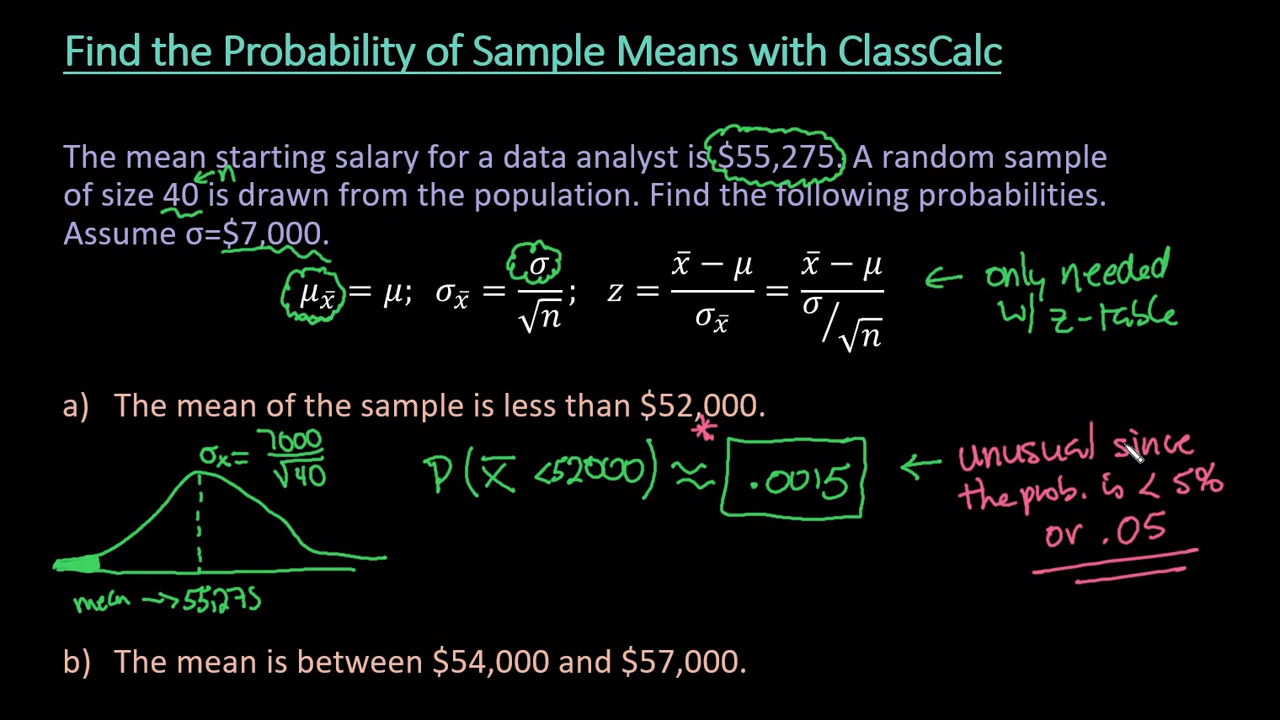 Find the Probability of Sample Means with ClassCalc
The mean starting salary for a data analyst is $55,275. A random sample
←n
of size 40 is drawn from the population. Find the following probabilities.
Assume σ=$7,000.
μx̄ = μ; σx̄ = σ/√n; z = (x̄ − μ)/σx̄ = (x̄ − μ)/(σ/√n)
← only needed
w/ z-table
a) The mean of the sample is less than $52,000.
*
σx = 7000/√40
P(x̄ <52000) ≈ .0015
← unusual since
the prob. is < 5%
or .05
mean → 55,275
b) The mean is between $54,000 and $57,000.